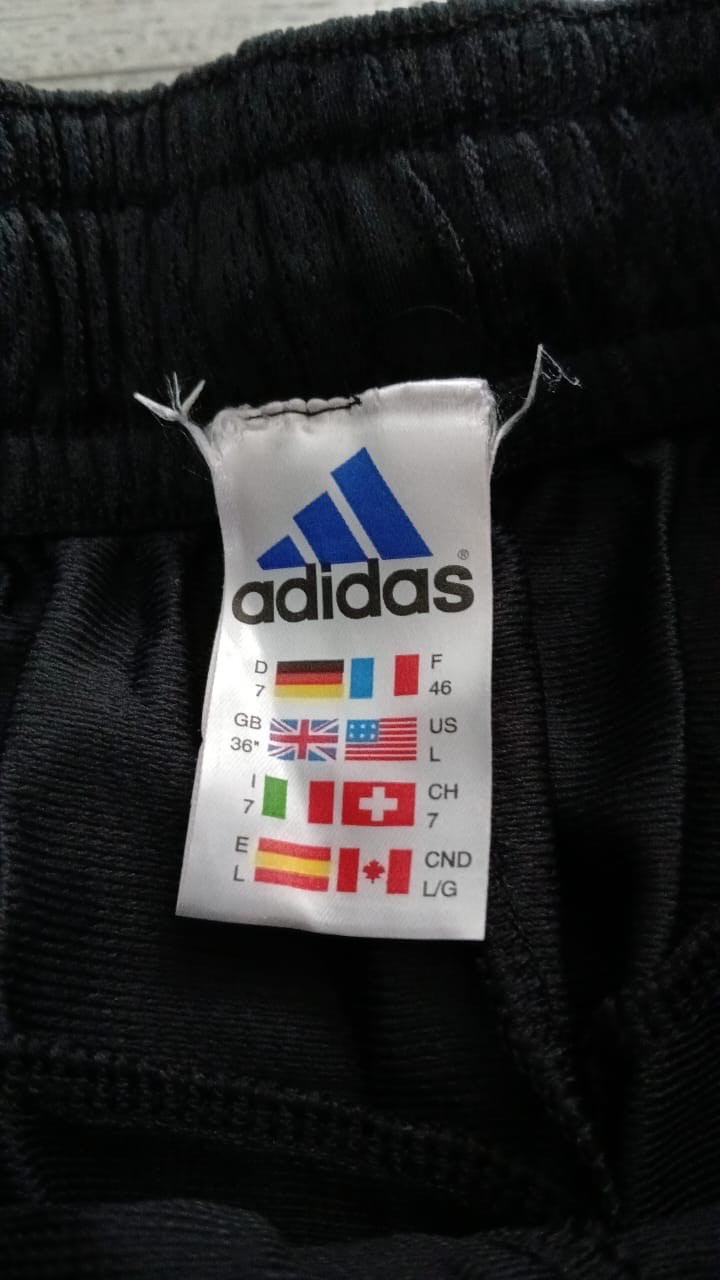 adidas®
D F
7 46
GB US
36" L
I CH
7 7
E CND
L L/G